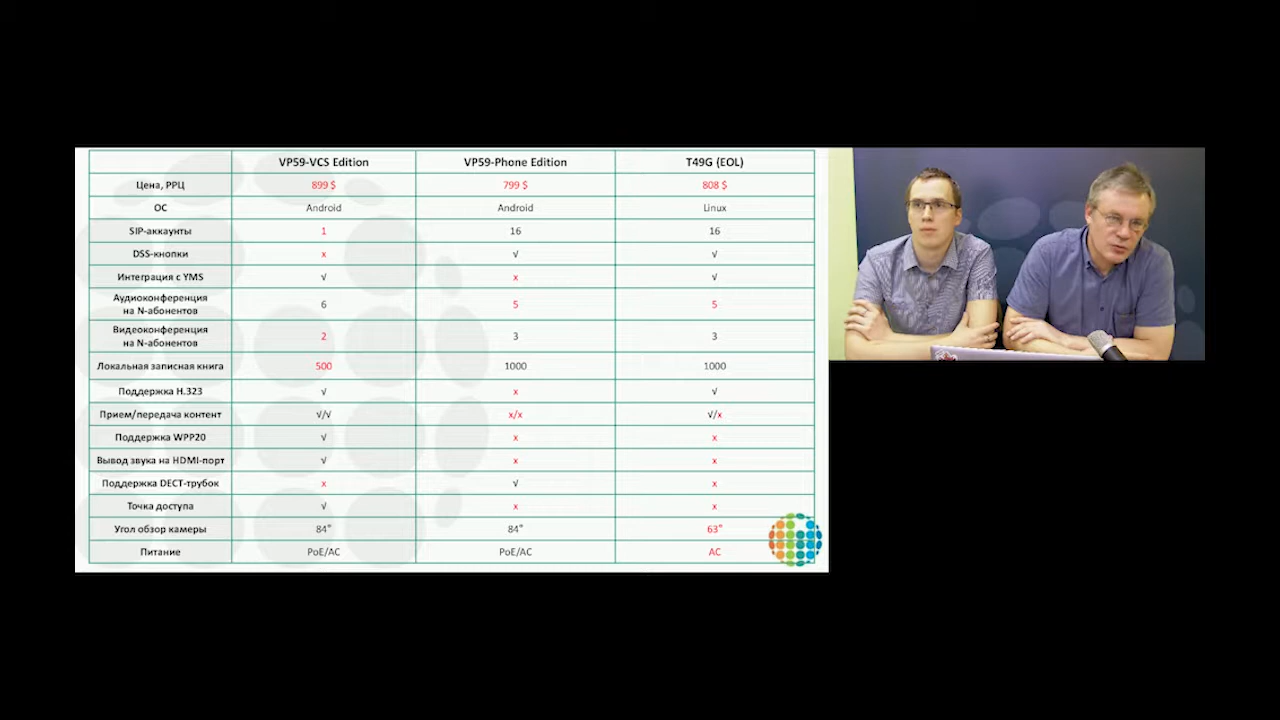 VP59-VCS Edition VP59-Phone Edition T49G (EOL)
Цена, РРЦ 899 $ 799 $ 808 $
ОС Android Android Linux
SIP-аккаунты 1 16 16
DSS-кнопки x √ √
Интеграция с YMS √ x √
Аудиоконференция
на N-абонентов 6 5 5
Видеоконференция
на N-абонентов 2 3 3
Локальная записная книга 500 1000 1000
Поддержка H.323 √ x √
Прием/передача контент √/√ x/x √/x
Поддержка WPP20 √ x x
Вывод звука на HDMI-порт √ x x
Поддержка DECT-трубок x √ x
Точка доступа √ x x
Угол обзор камеры 84° 84° 63°
Питание PoE/AC PoE/AC AC